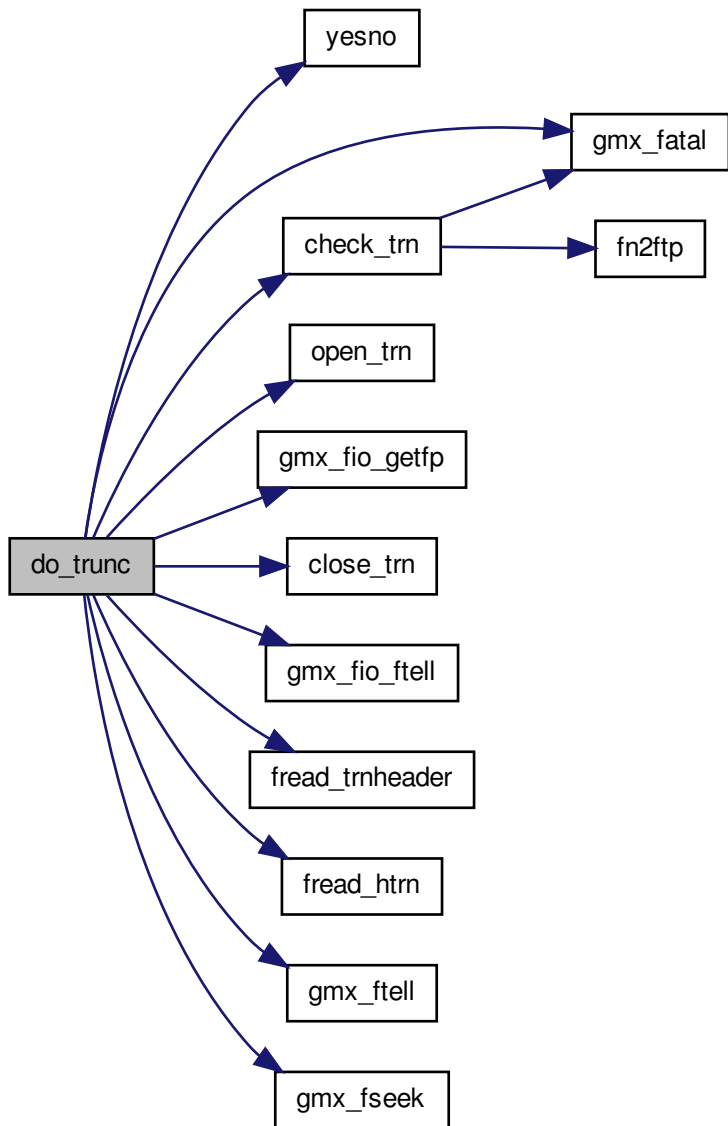 yesno
gmx_fatal
check_trn
fn2ftp
open_trn
gmx_fio_getfp
do_trunc
close_trn
gmx_fio_ftell
fread_trnheader
fread_htrn
gmx_ftell
gmx_fseek